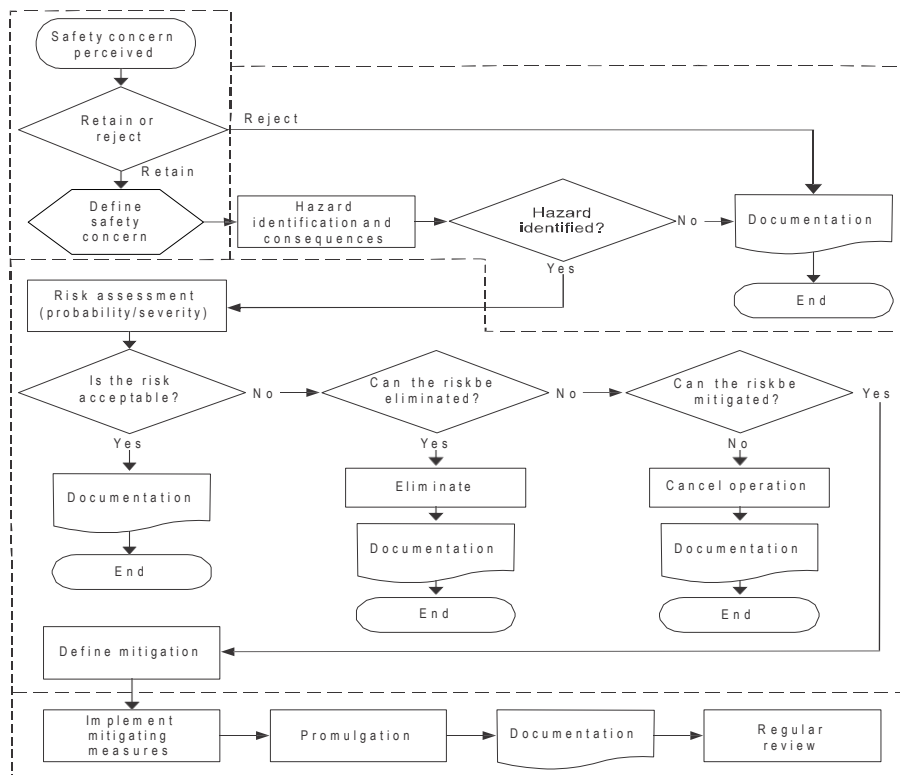 Safety concern
perceived
Retain or
reject
Reject
Retain
Define
safety
concern
Hazard
identification and
consequences
Hazard
identified?
No
Documentation
Yes
End
Risk assessment
(probability/severity)
Is the risk
acceptable?
No
Can the riskbe
eliminated?
No
Can the riskbe
mitigated?
Yes
Yes
Yes
No
Documentation
Eliminate
Cancel operation
Documentation
Documentation
End
End
End
Define mitigation
Implement
mitigating
measures
Promulgation
Documentation
Regular
review